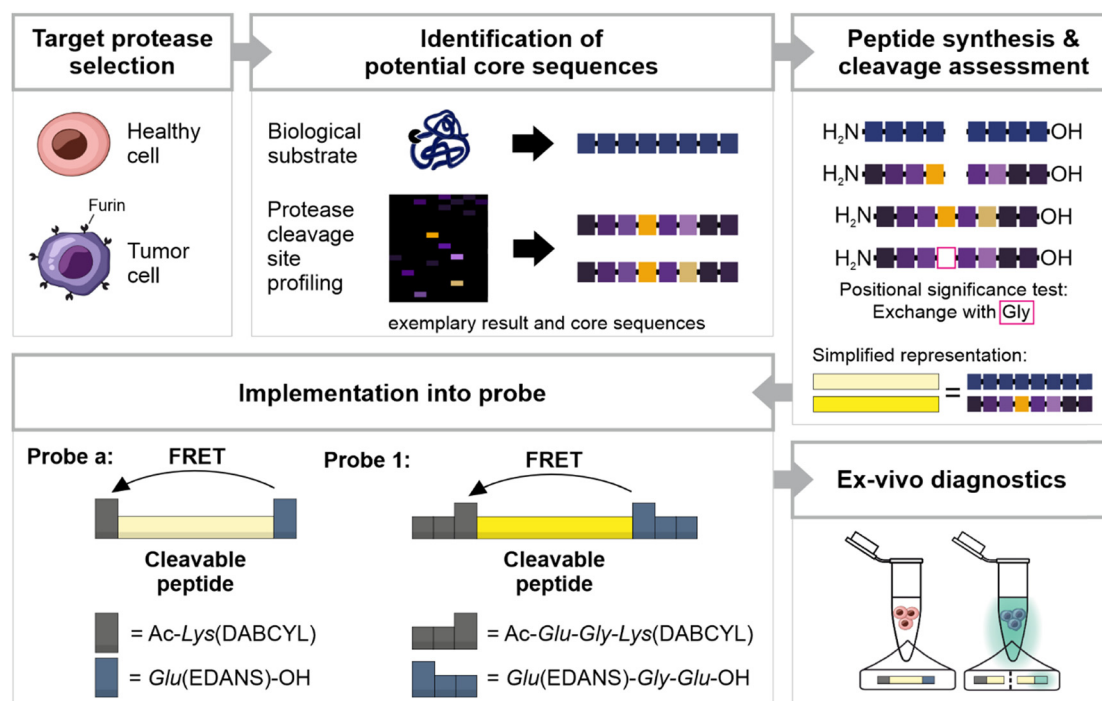 Target protease
selection
Healthy
cell
Furin
Tumor
cell
Identification of
potential core sequences
Biological
substrate
Protease
cleavage
site
profiling
exemplary result and core sequences
Peptide synthesis &
cleavage assessment
H₂N OH
H₂N OH
H₂N OH
H₂N OH
Positional significance test:
Exchange with Gly
Simplified representation:
=
Implementation into probe
Probe a: FRET
Cleavable
peptide
= Ac-Lys(DABCYL)
= Glu(EDANS)-OH
Probe 1: FRET
Cleavable
peptide
= Ac-Glu-Gly-Lys(DABCYL)
= Glu(EDANS)-Gly-Glu-OH
Ex-vivo diagnostics